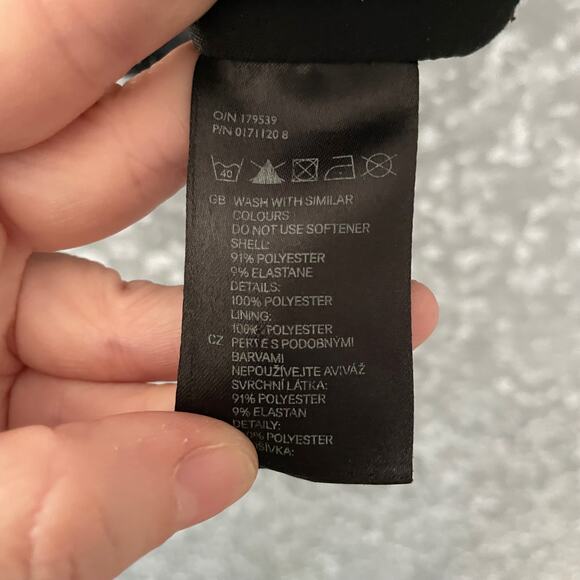 O/N 179539
P/N 0171120 8
40
GB WASH WITH SIMILAR
COLOURS
DO NOT USE SOFTENER
SHELL:
91% POLYESTER
9% ELASTANE
DETAILS:
100% POLYESTER
LINING:
100% POLYESTER
CZ PERTE S PODOBNÝMI
BARVAMI
NEPOUŽÍVEJTE AVIVÁŽ
SVRCHNÍ LÁTKA:
91% POLYESTER
9% ELASTAN
DETAILY:
POLYESTER